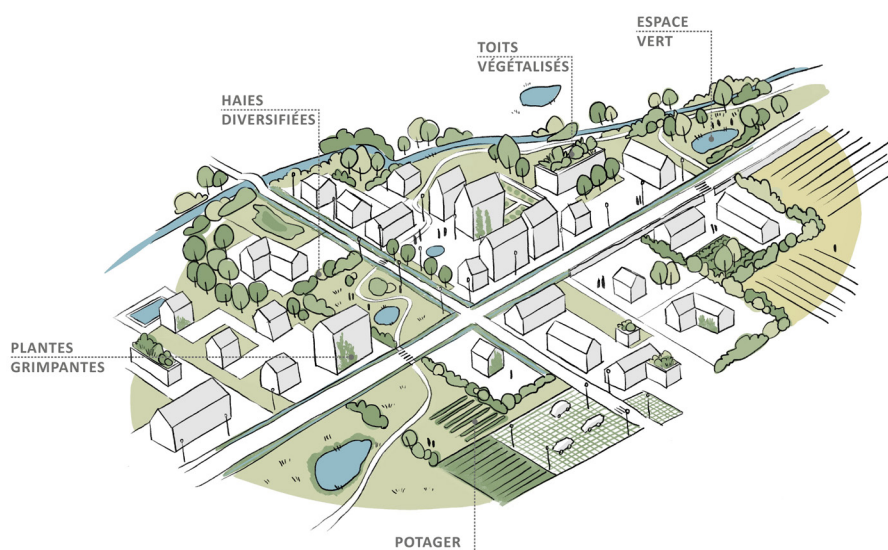 ESPACE
VERT
TOITS
VÉGÉTALISÉS
HAIES
DIVERSIFIÉES
PLANTES
GRIMPANTES
POTAGER